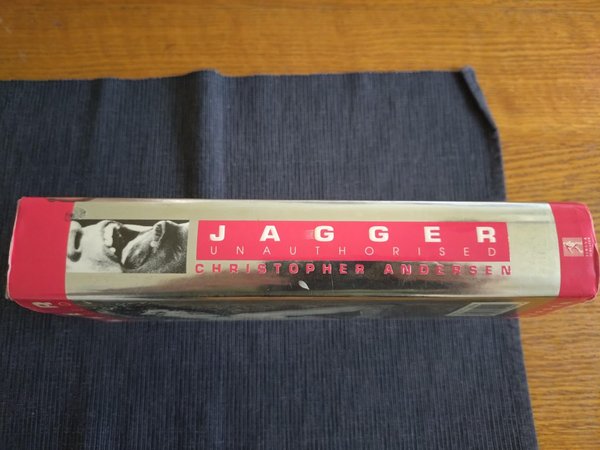 JAGGER
UNAUTHORISED
CHRISTOPHER ANDERSEN